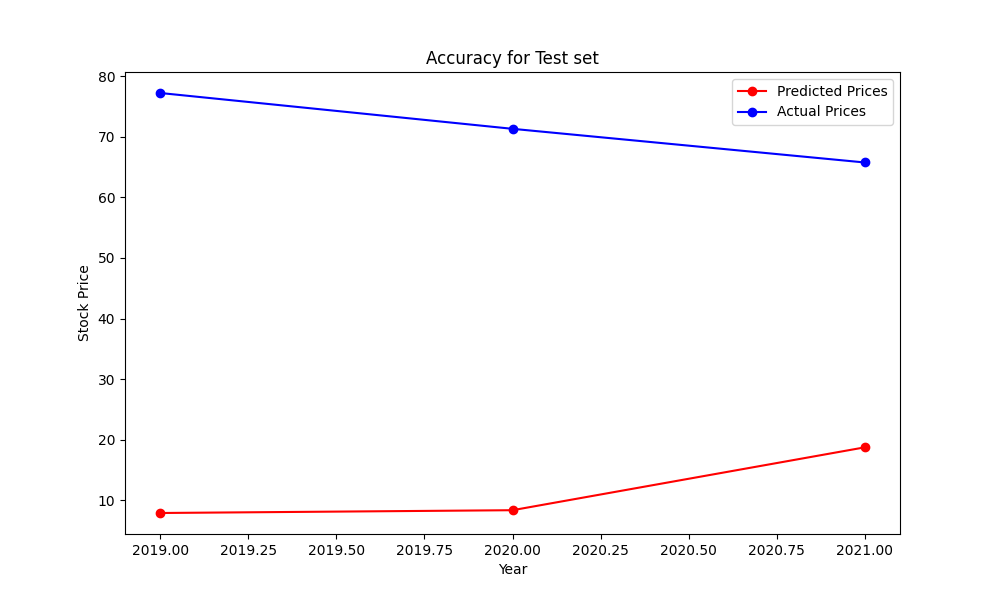 Accuracy for Test set
Predicted Prices
Actual Prices
Stock Price
80
70
60
50
40
30
20
10
2019.00 2019.25 2019.50 2019.75 2020.00 2020.25 2020.50 2020.75 2021.00
Year